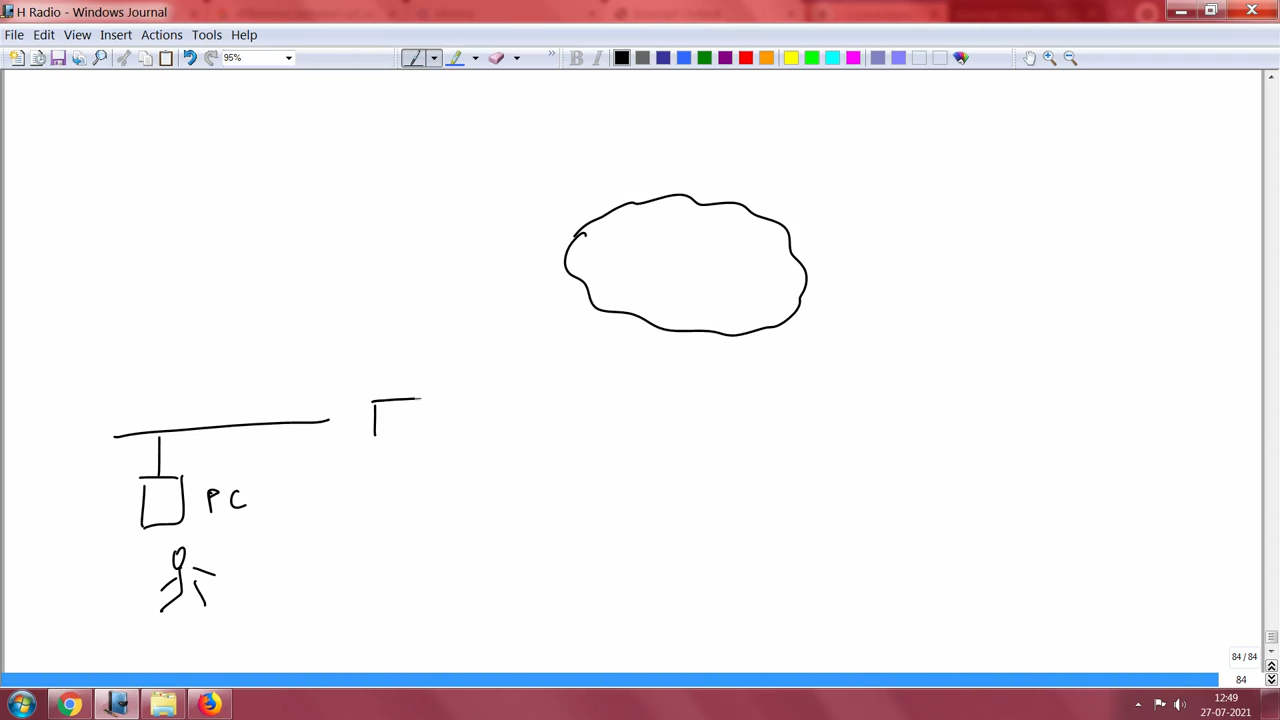 H Radio - Windows Journal
File Edit View Insert Actions Tools Help
95%
B I
PC
84 / 84
84
12:49
27-07-2021